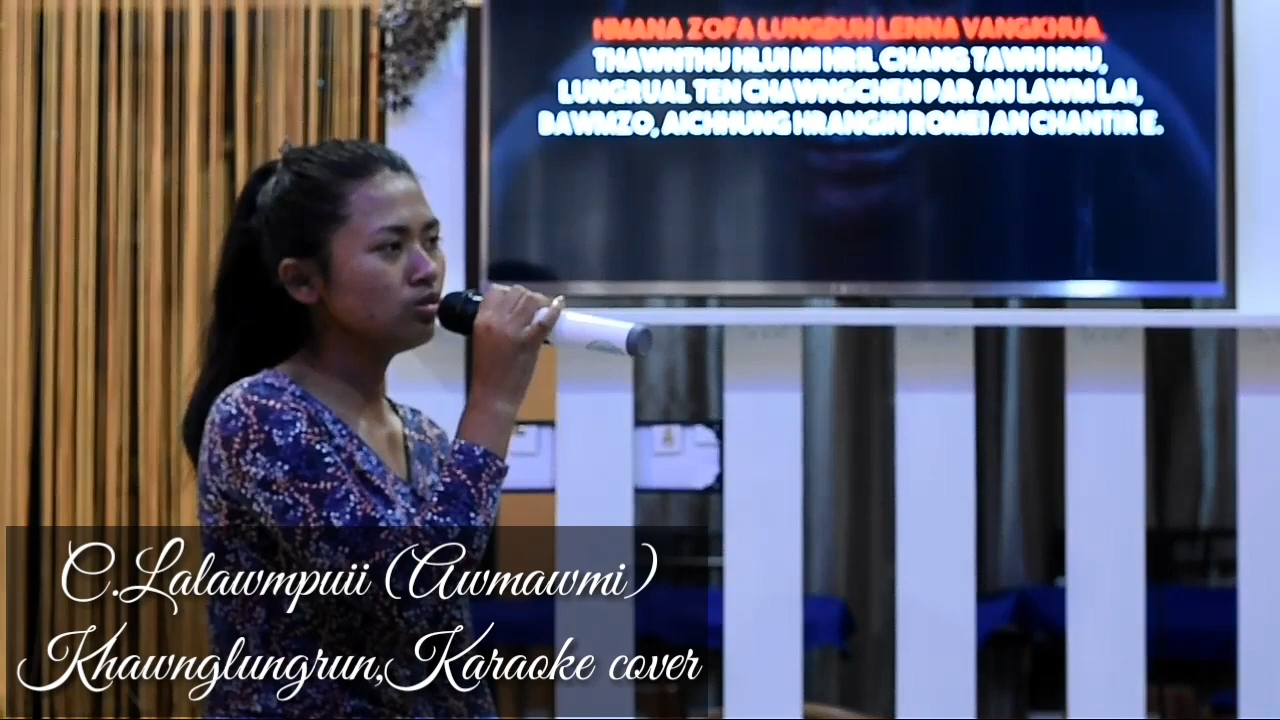 HMANA ZOFA LUNGDUH LENNA VANGKHUA,
THAWNTHU HLUI MI HRIL CHANG TAWH HNU,
LUNGRUAL TEN CHAWNGCHEN PAR AN LAWM LAI,
BAWMZO, AICHHUNG HRANGIN ROMEI AN CHANTIR E.
C.Lalawmpuii (Awmawmi)
Khawnglungrun,Karaoke cover